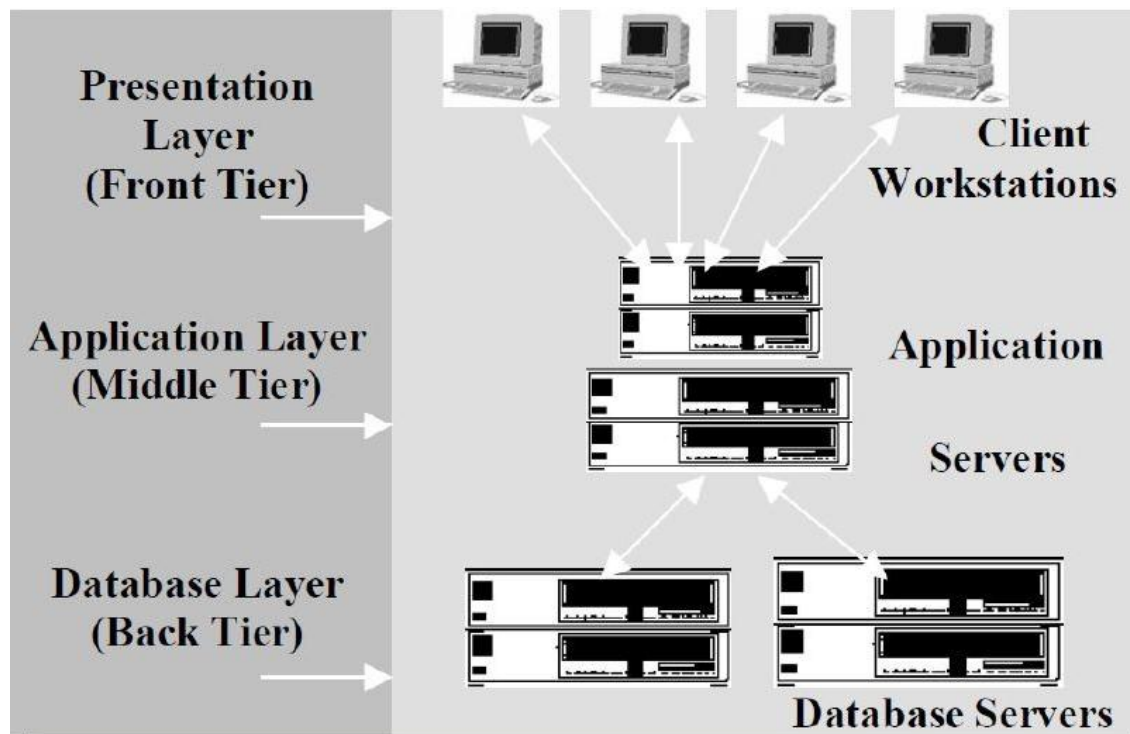 Presentation
Layer
(Front Tier)
Client
Workstations
Application Layer
(Middle Tier)
Application
Servers
Database Layer
(Back Tier)
Database Servers